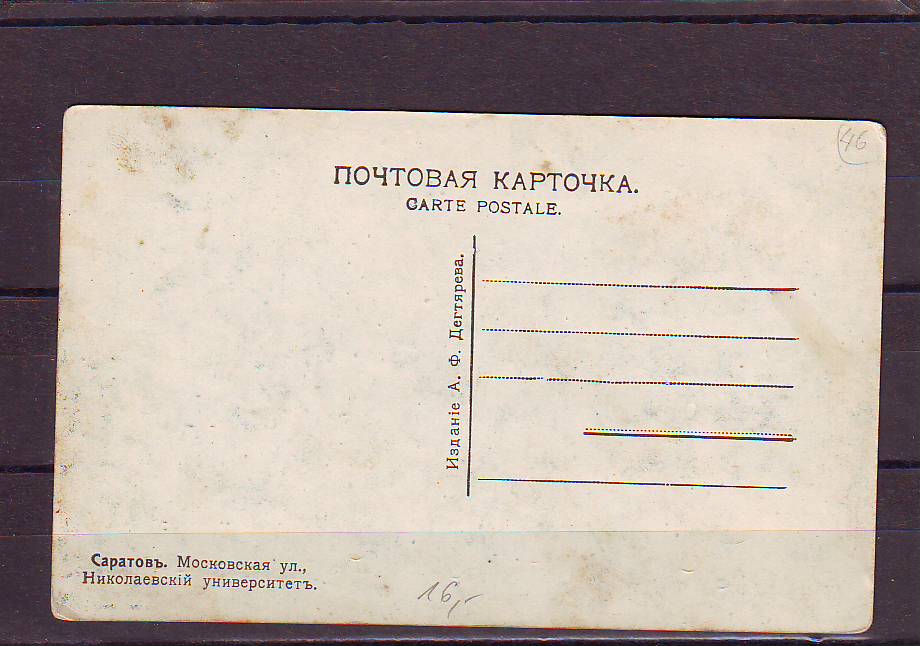 46
ПОЧТОВАЯ КАРТОЧКА.
CARTE POSTALE.
Изданіе А. Ф. Дегтярева.
Саратовъ. Московская ул.,
Николаевскій университетъ.
16,-